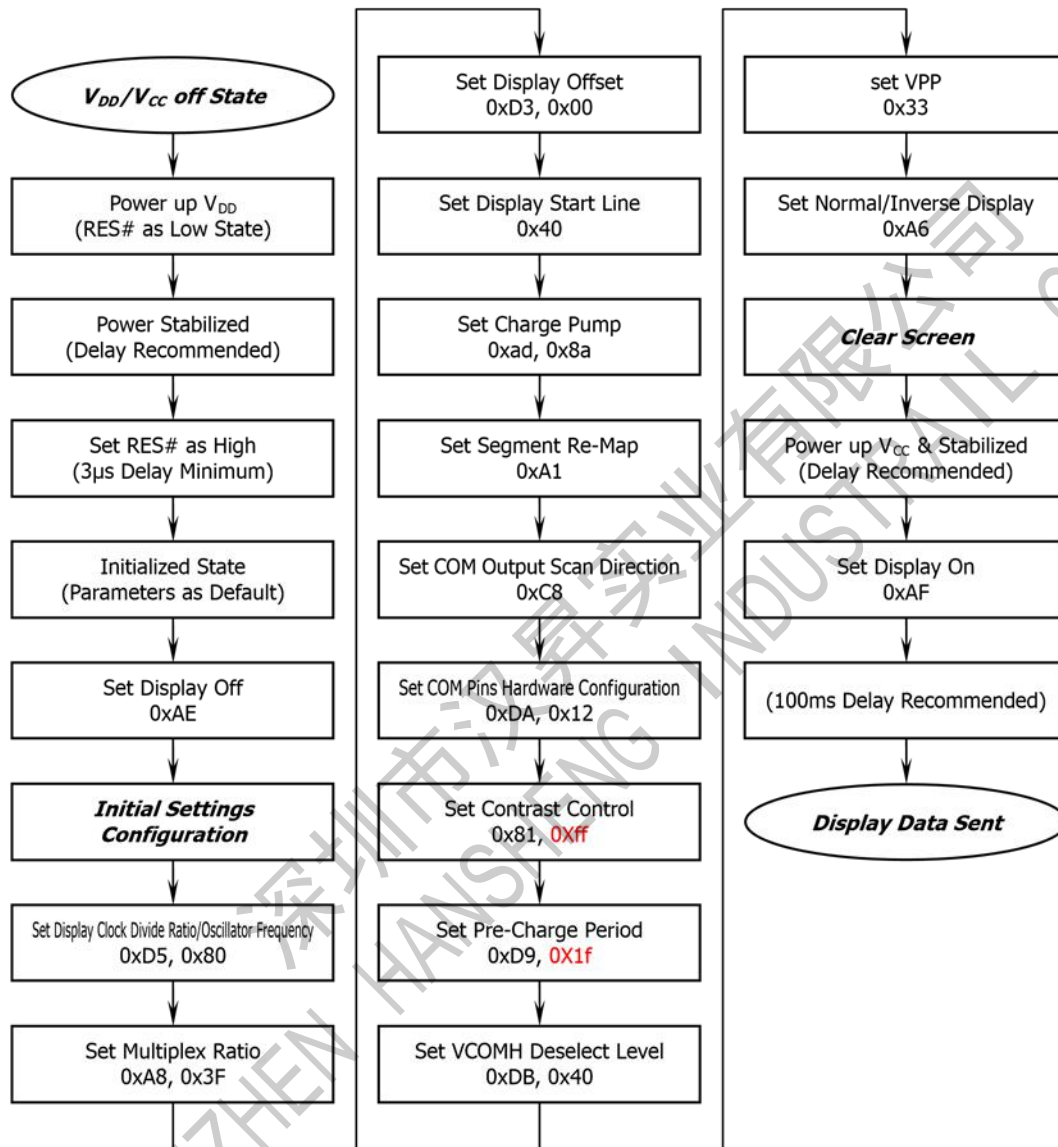 V_DD/V_CC off State
Power up V_DD
(RES# as Low State)
Power Stabilized
(Delay Recommended)
Set RES# as High
(3μs Delay Minimum)
Initialized State
(Parameters as Default)
Set Display Off
0xAE
Initial Settings
Configuration
Set Display Clock Divide Ratio/Oscillator Frequency
0xD5, 0x80
Set Multiplex Ratio
0xA8, 0x3F
Set Display Offset
0xD3, 0x00
Set Display Start Line
0x40
Set Charge Pump
0xad, 0x8a
Set Segment Re-Map
0xA1
Set COM Output Scan Direction
0xC8
Set COM Pins Hardware Configuration
0xDA, 0x12
Set Contrast Control
0x81, 0Xff
Set Pre-Charge Period
0xD9, 0X1f
Set VCOMH Deselect Level
0xDB, 0x40
set VPP
0x33
Set Normal/Inverse Display
0xA6
Clear Screen
Power up V_CC & Stabilized
(Delay Recommended)
Set Display On
0xAF
(100ms Delay Recommended)
Display Data Sent
深圳市汉昇实业有限公司
ZHEN HANSHENG INDUSTRAIL